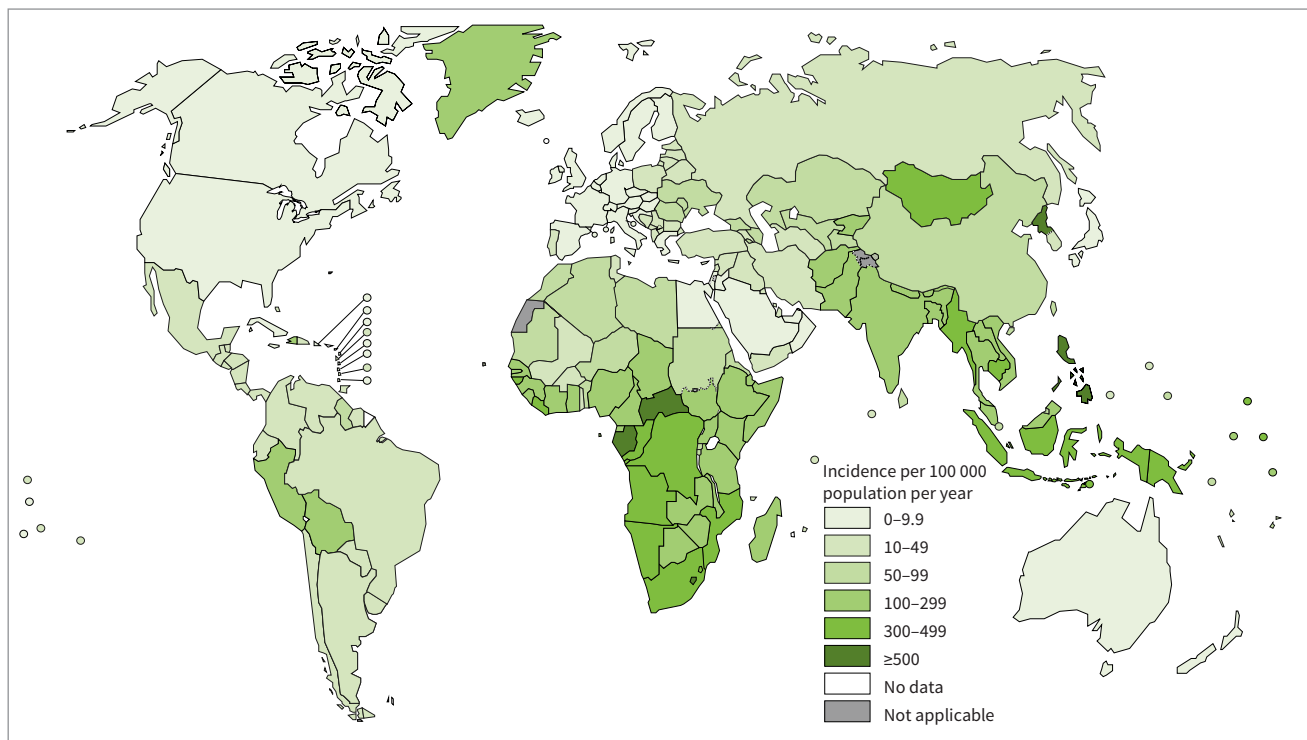 Incidence per 100 000
population per year
0–9.9
10–49
50–99
100–299
300–499
≥500
No data
Not applicable